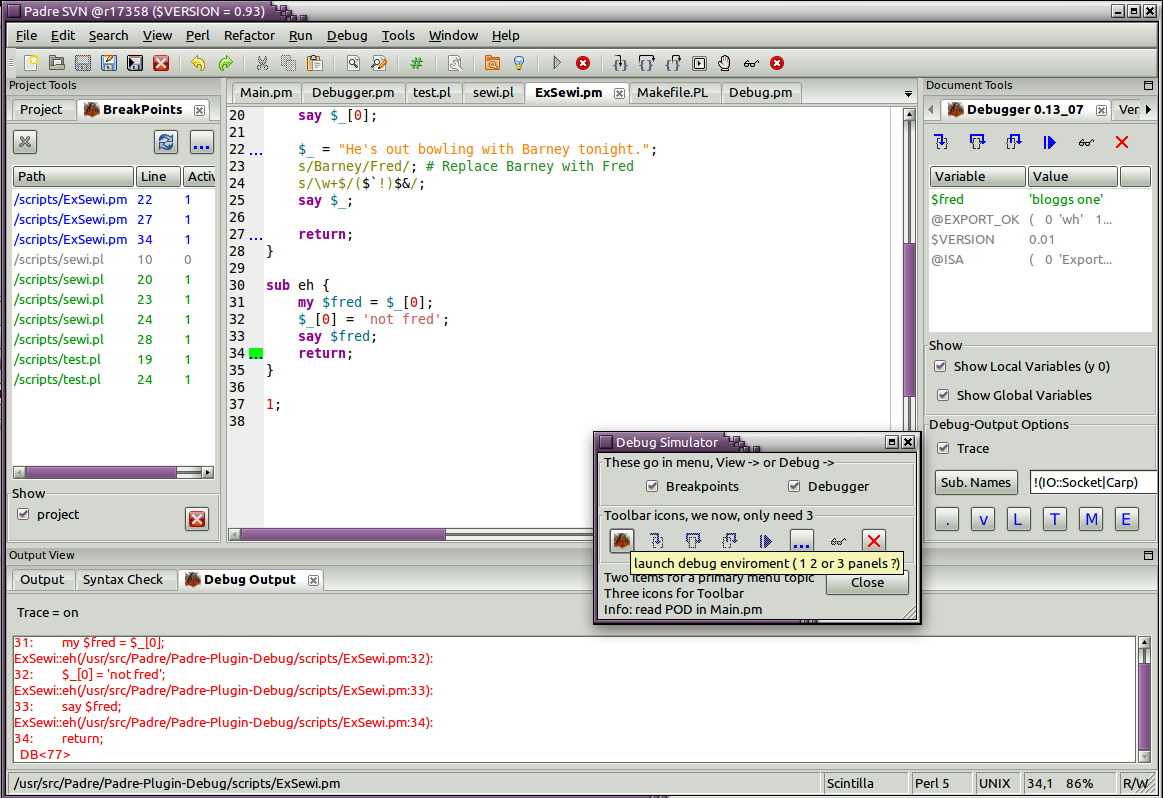 Padre SVN @r17358 ($VERSION = 0.93)
File Edit Search View Perl Refactor Run Debug Tools Window Help
Project Tools
Project BreakPoints
Path Line Activ
/scripts/ExSewi.pm 22 1
/scripts/ExSewi.pm 27 1
/scripts/ExSewi.pm 34 1
/scripts/sewi.pl 10 0
/scripts/sewi.pl 20 1
/scripts/sewi.pl 23 1
/scripts/sewi.pl 24 1
/scripts/sewi.pl 28 1
/scripts/test.pl 19 1
/scripts/test.pl 24 1
Show
project
Main.pm Debugger.pm test.pl sewi.pl ExSewi.pm Makefile.PL Debug.pm
20 say $_[0];
21
22 ... $_ = "He's out bowling with Barney tonight.";
23 s/Barney/Fred/; # Replace Barney with Fred
24 s/\w+$/($`!)$&/;
25 say $_;
26
27 ... return;
28 }
29
30 sub eh {
31 my $fred = $_[0];
32 $_[0] = 'not fred';
33 say $fred;
34 ... return;
35 }
36
37 1;
38
Document Tools
Debugger 0.13_07 Ver
Variable Value
$fred 'bloggs one'
@EXPORT_OK ( 0 'wh' 1...
$VERSION 0.01
@ISA ( 0 'Export...
Show
Show Local Variables (y 0)
Show Global Variables
Debug-Output Options
Trace
Sub. Names !(IO::Socket|Carp)
. v L T M E
Debug Simulator
These go in menu, View -> or Debug ->
Breakpoints Debugger
Toolbar icons, we now, only need 3
launch debug enviroment ( 1 2 or 3 panels ?)
Two items for a primary menu topic
Three icons for Toolbar
Info: read POD in Main.pm
Close
Output View
Output Syntax Check Debug Output
Trace = on
31: my $fred = $_[0];
ExSewi::eh(/usr/src/Padre/Padre-Plugin-Debug/scripts/ExSewi.pm:32):
32: $_[0] = 'not fred';
ExSewi::eh(/usr/src/Padre/Padre-Plugin-Debug/scripts/ExSewi.pm:33):
33: say $fred;
ExSewi::eh(/usr/src/Padre/Padre-Plugin-Debug/scripts/ExSewi.pm:34):
34: return;
DB<77>
/usr/src/Padre/Padre-Plugin-Debug/scripts/ExSewi.pm Scintilla Perl 5 UNIX 34,1 86% R/W